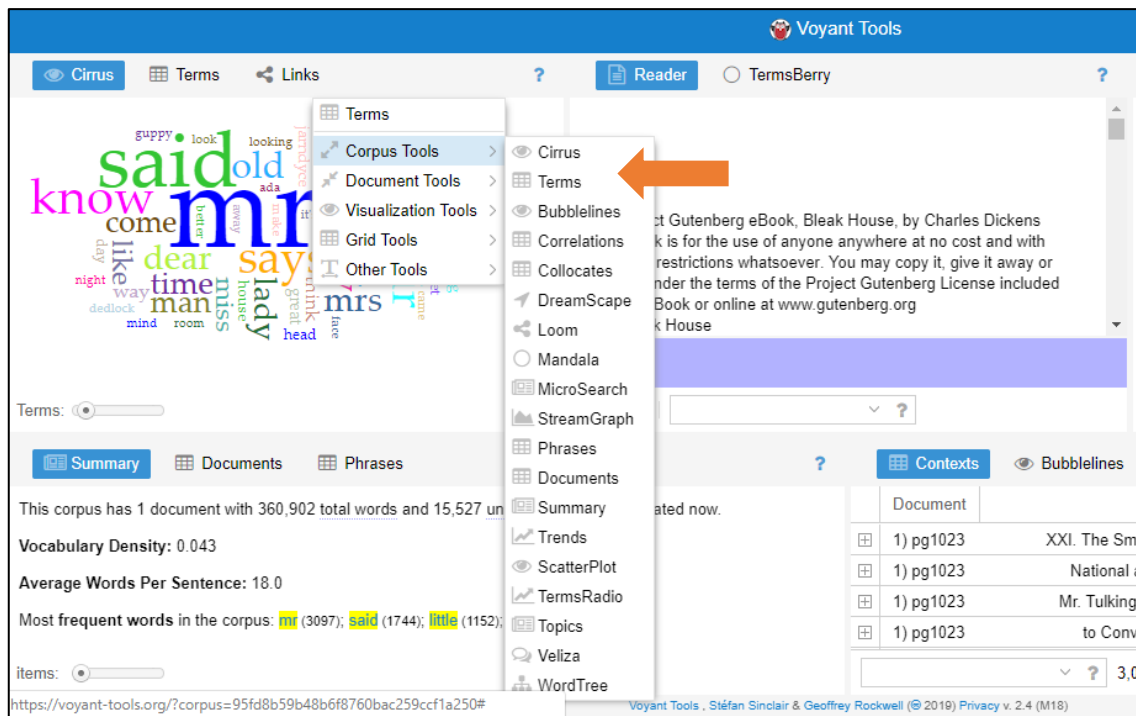 Voyant Tools
Cirrus Terms Links ? Reader TermsBerry ?
Terms
Corpus Tools
Document Tools
Visualization Tools
Grid Tools
Other Tools
Cirrus
Terms
Bubblelines
Correlations
Collocates
DreamScape
Loom
Mandala
MicroSearch
StreamGraph
Phrases
Documents
Summary
Trends
ScatterPlot
TermsRadio
Topics
Veliza
WordTree
guppy look looking jarndyce
said old
ada
know mr
come better away make it's
day like dear says think
night way time man miss house lady great mrs came
dedlock mind room head face
Gutenberg eBook, Bleak House, by Charles Dickens
is for the use of anyone anywhere at no cost and with
restrictions whatsoever. You may copy it, give it away or
under the terms of the Project Gutenberg License included
or online at www.gutenberg.org
House
Terms:
?
Summary Documents Phrases ? Contexts Bubblelines
This corpus has 1 document with 360,902 total words and 15,527 un ated now.
Vocabulary Density: 0.043
Average Words Per Sentence: 18.0
Most frequent words in the corpus: mr (3097); said (1744); little (1152);
items:
Document
1) pg1023 XXI. The Sm
1) pg1023 National a
1) pg1023 Mr. Tulking
1) pg1023 to Conv
? 3,0
https://voyant-tools.org/?corpus=95fd8b59b48b6f8760bac259ccf1a250#
Voyant Tools , Stéfan Sinclair & Geoffrey Rockwell (2019) Privacy v. 2.4 (M18)